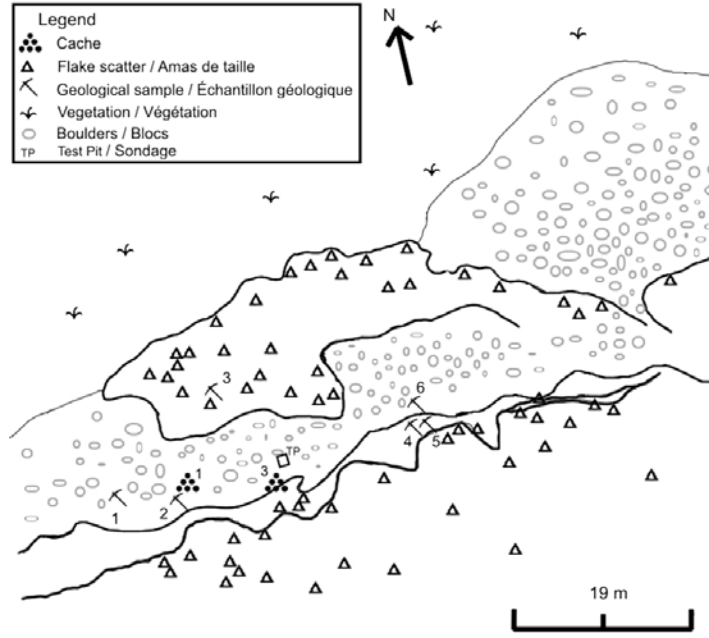 Legend
Cache
Flake scatter / Amas de taille
Geological sample / Échantillon géologique
Vegetation / Végétation
Boulders / Blocs
TP Test Pit / Sondage
N
3
6
4
5
TP
1
3
1
2
19 m